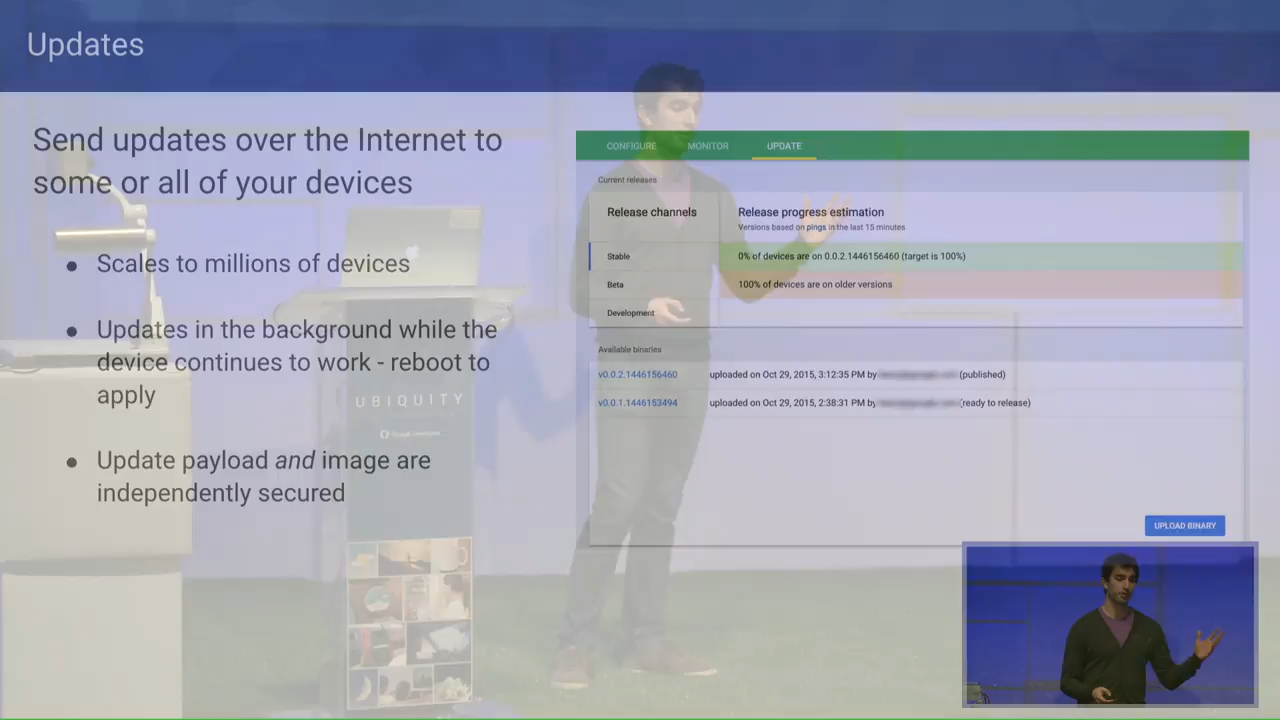 Updates
Send updates over the Internet to
some or all of your devices
● Scales to millions of devices
● Updates in the background while the
device continues to work - reboot to
apply
● Update payload and image are
independently secured
CONFIGURE MONITOR UPDATE
Current releases
Release channels
Release progress estimation
Versions based on pings in the last 15 minutes
Stable 0% of devices are on 0.0.2.1446156460 (target is 100%)
Beta 100% of devices are on older versions
Development
Available binaries
v0.0.2.1446156460 uploaded on Oct 29, 2015, 3:12:35 PM by (published)
v0.0.1.1446153494 uploaded on Oct 29, 2015, 2:38:31 PM by (ready to release)
UPLOAD BINARY
UBIQUITY